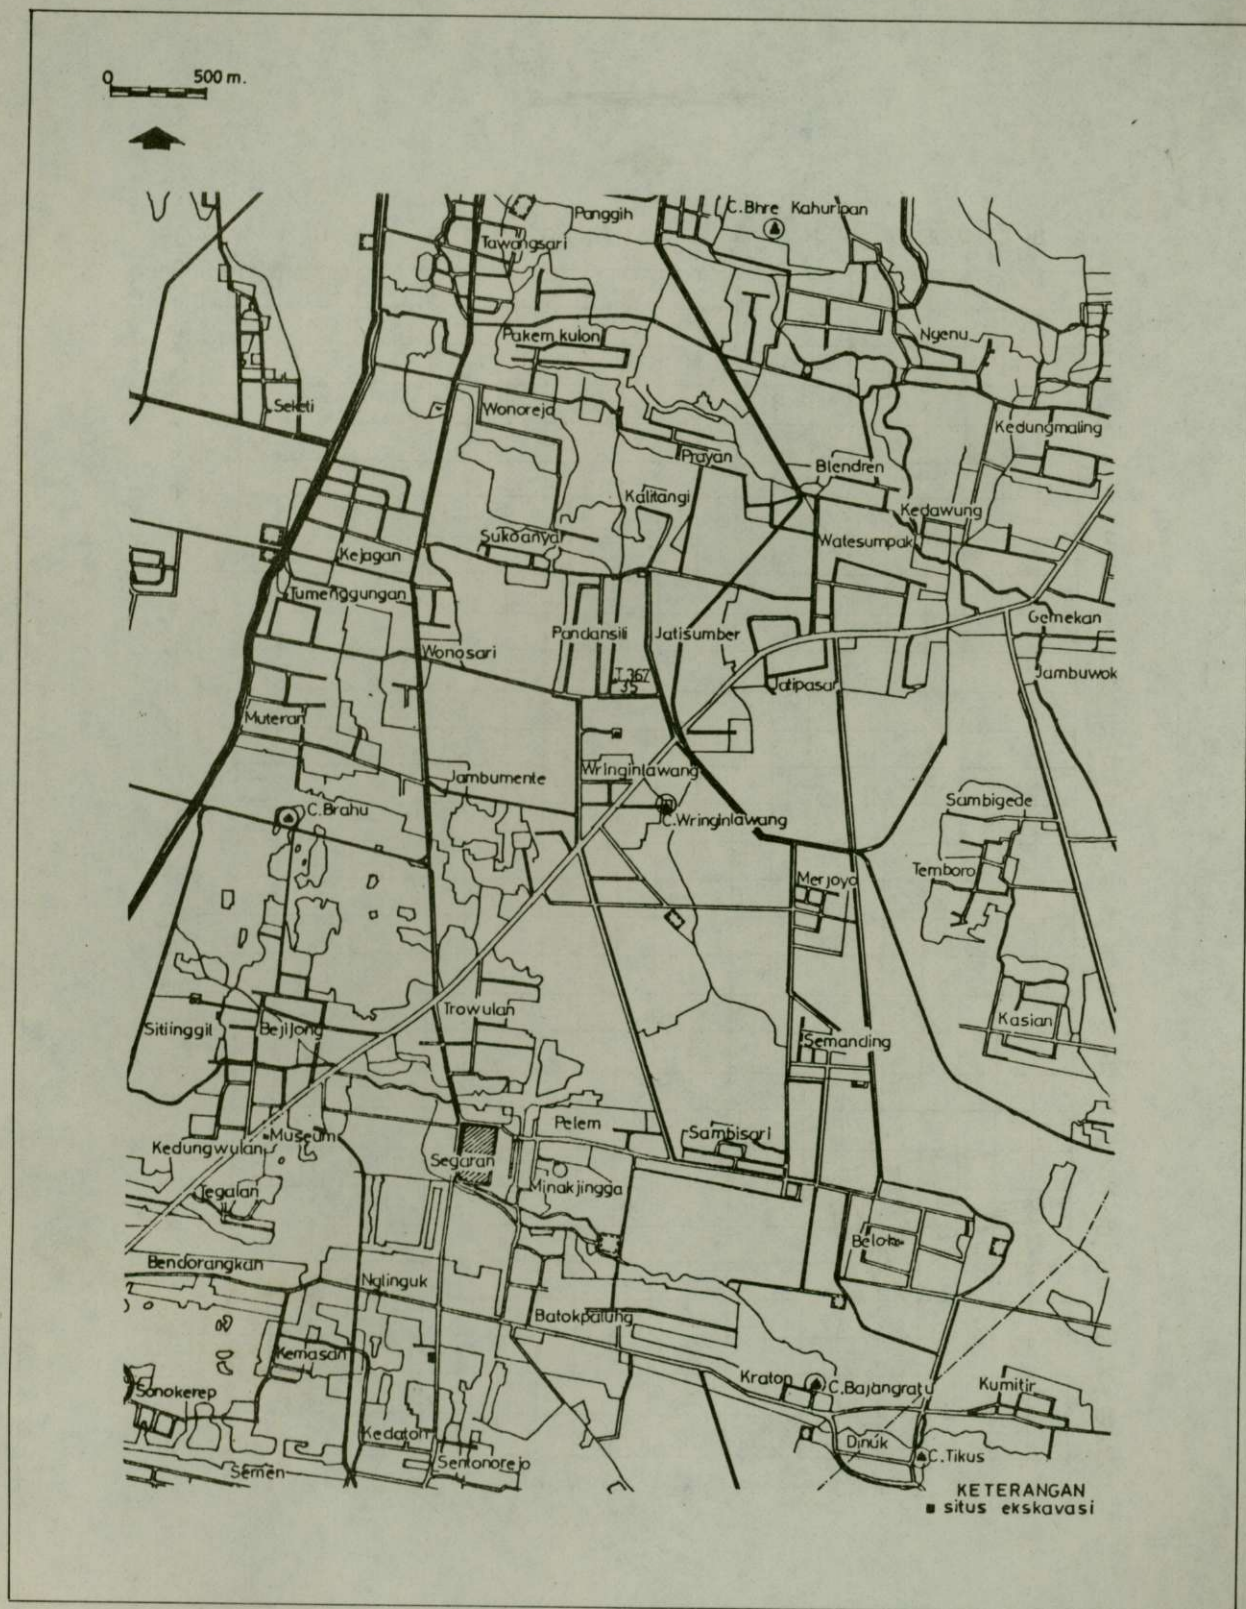 0 500 m.
C.Bhre Kahuripan
Panggih
Tawangsari
Pakem kulon
Ngenu
Seketi
Wonorejo
Kedungmaling
Prayan
Blendren
Kalitangi
Kedawung
Sukoanyar
Watesumpak
Kejagan
Tumenggungan
Gemekan
Pandansili
Jatisumber
Wonosari
Jambuwok
T.367
35
Jatipasar
Muteran
Wringinlawang
Jambumente
Sambigede
C.Brahu
C.Wringinlawang
Temboro
Merjoyo
Trowulan
Sitiinggil
Bejijong
Kasian
Semanding
Pelem
Museum
Sambisari
Kedungwulan
Segaran
Minakjingga
Tegalan
Beloh
Bendorangkan
Nglinguk
Batokpalung
Kemasan
Kraton
C.Bajangratu
Kumitir
Sonokerep
Kedaton
Dinuk
C.Tikus
Sentonorejo
Semen
KETERANGAN
situs ekskavasi